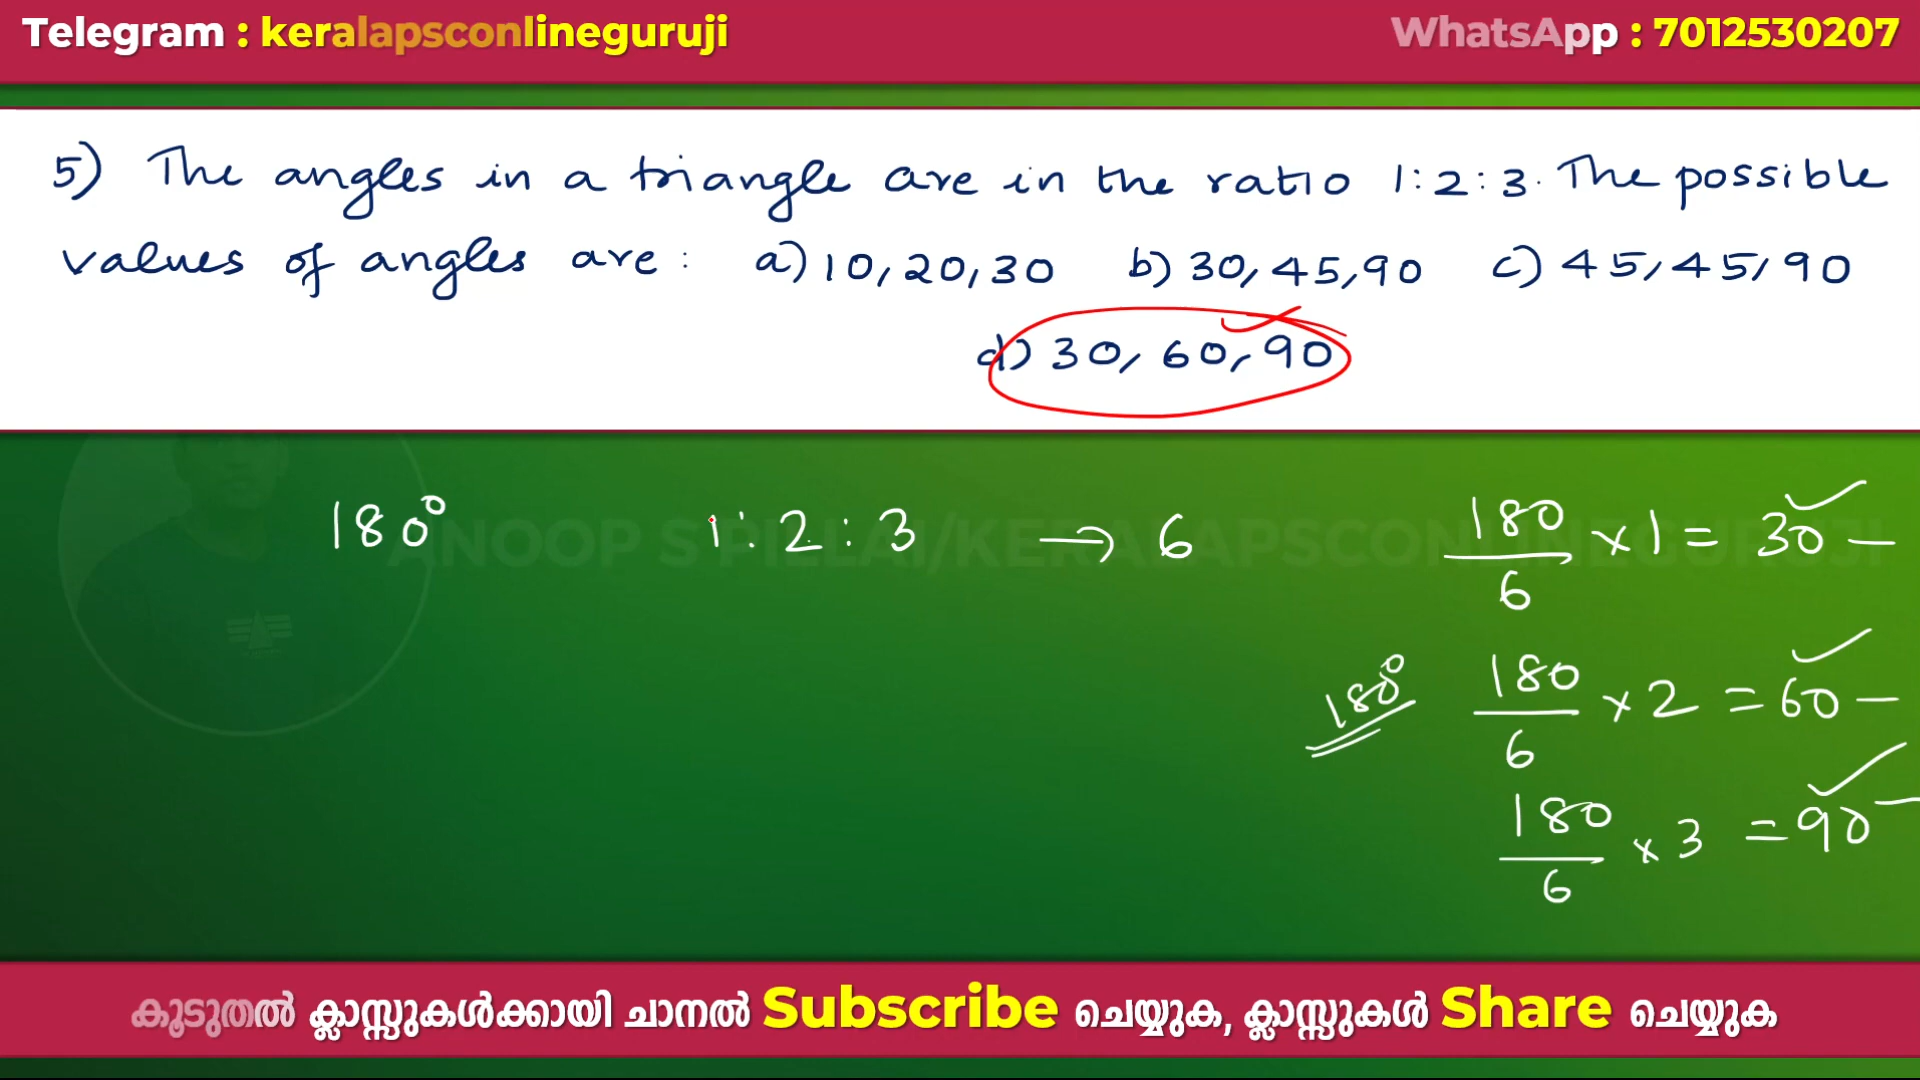 Telegram : keralapsconlineguruji WhatsApp : 7012530207
5) The angles in a triangle are in the ratio 1:2:3. The possible
values of angles are: a) 10, 20, 30 b) 30, 45, 90 c) 45, 45, 90
d) 30, 60, 90
180° 1:2:3 → 6 180/6 × 1 = 30 –
ANOOP S PILLAI/KERALAPSCONLINEGURUJI
180° 180/6 × 2 = 60 –
180/6 × 3 = 90 –
കൂടുതൽ ക്ലാസ്സുകൾക്കായി ചാനൽ Subscribe ചെയ്യുക, ക്ലാസ്സുകൾ Share ചെയ്യുക